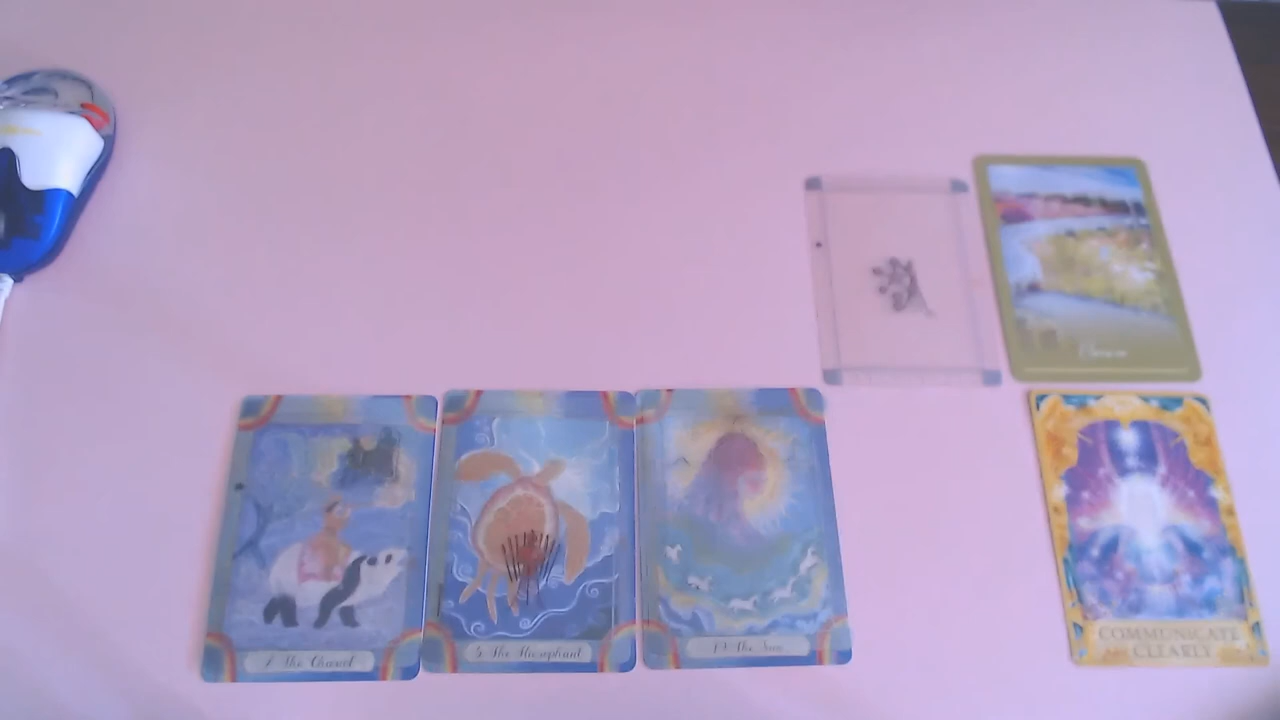 7 The Chariot
5 The Hierophant
19 The Sun
COMMUNICATE
CLEARLY